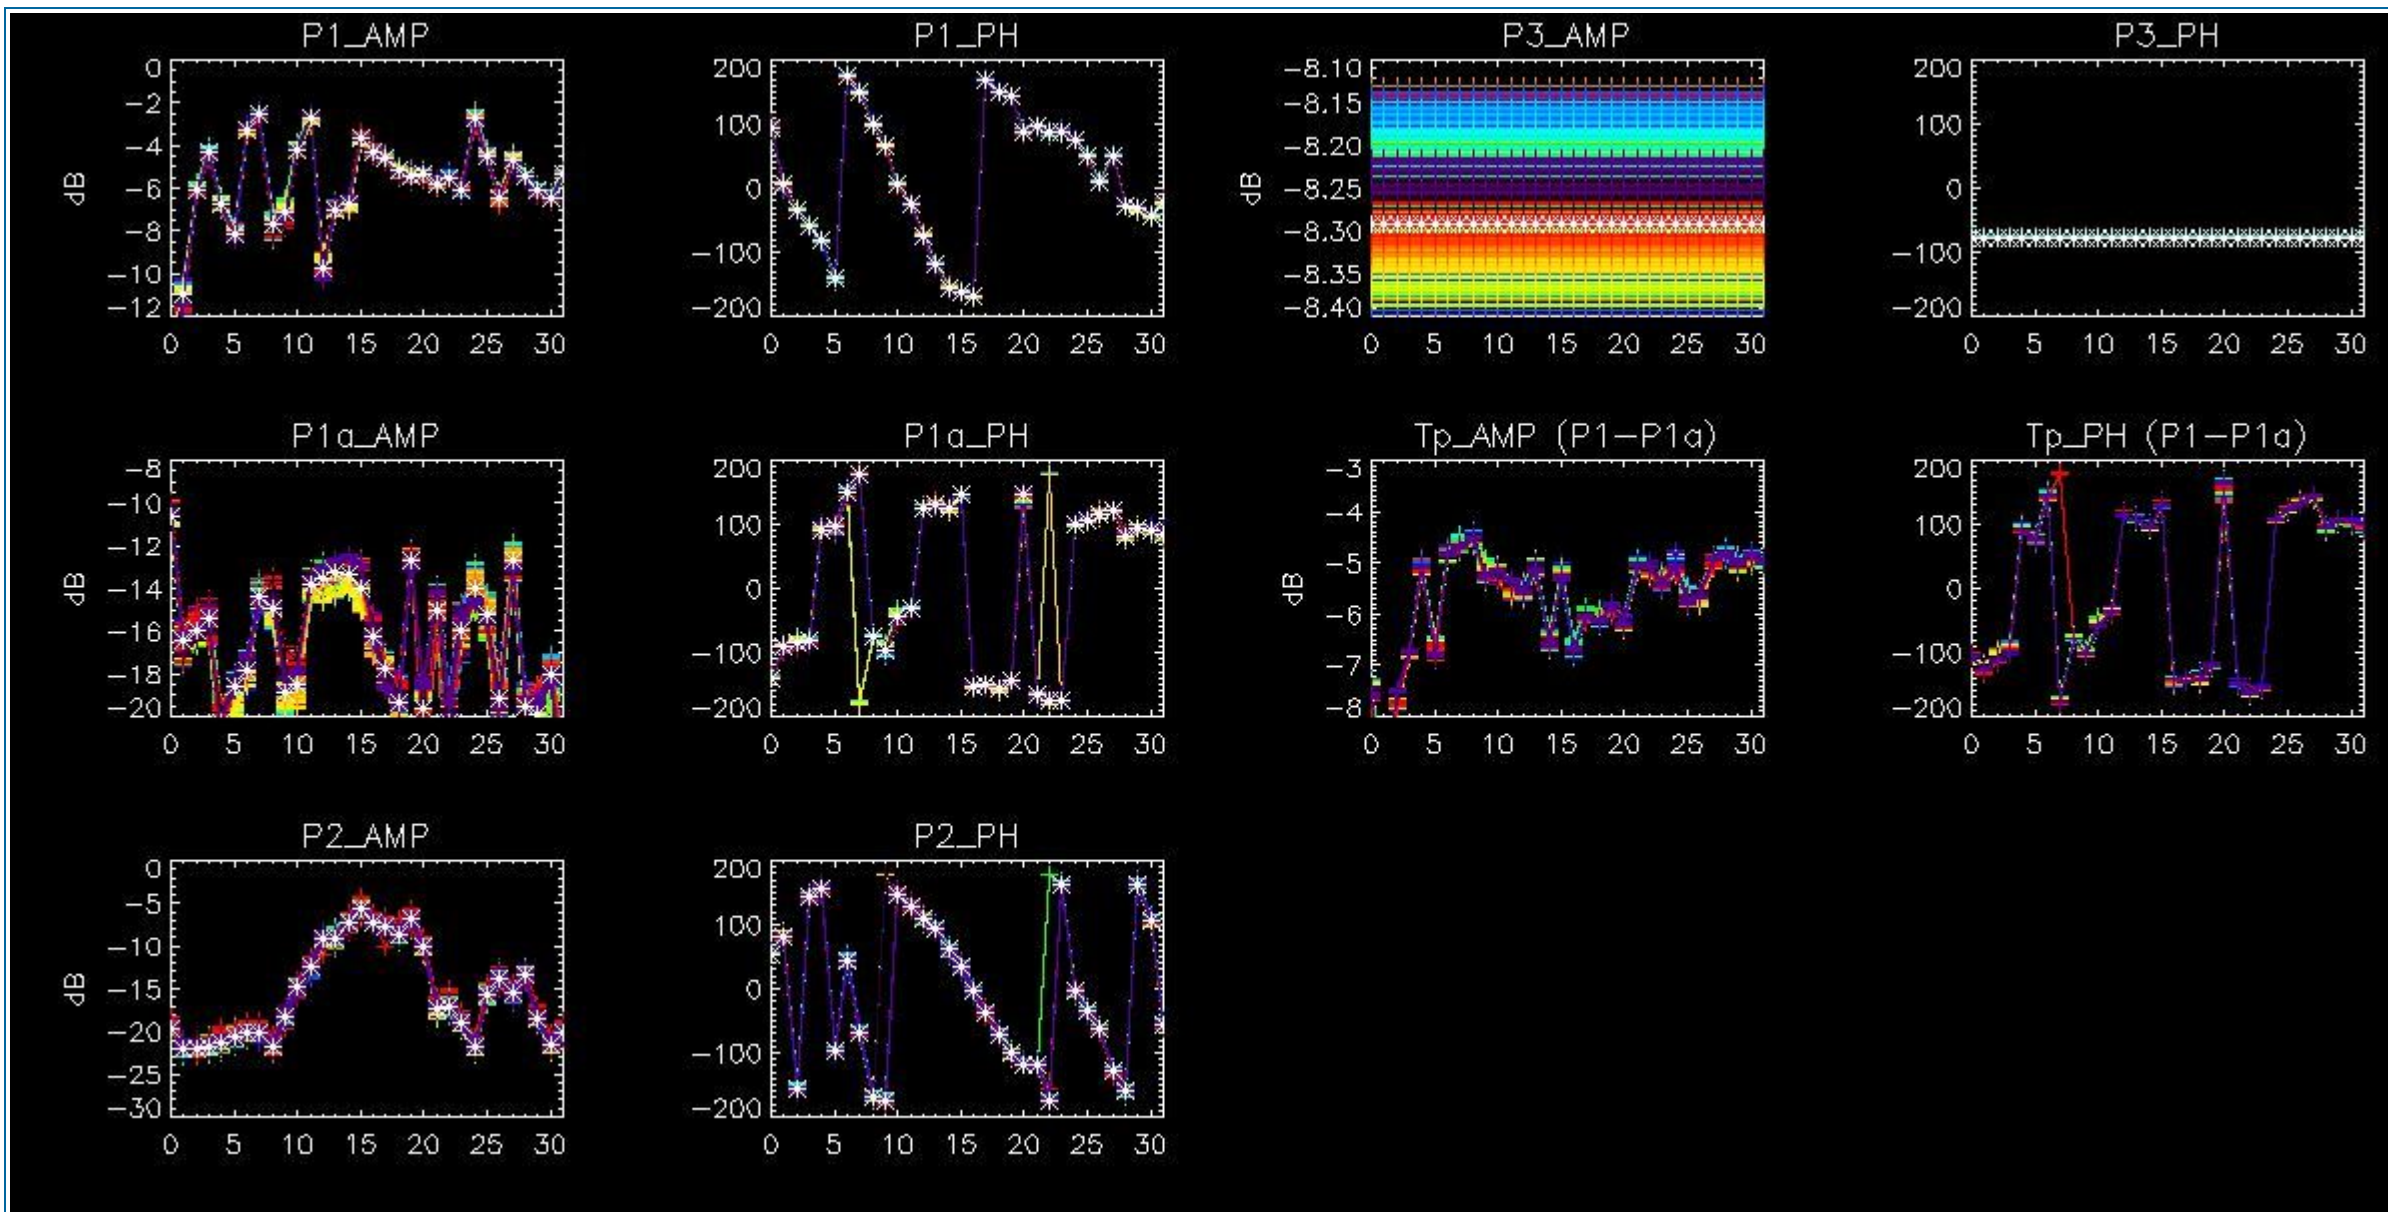 P1_AMP P1_PH P3_AMP P3_PH
0 200 -8.10 200
-2 100 -8.15 100
-4 0 -8.20 0
-6 -100 -8.25 -100
-8 -200 -8.30 -200
-10 -8.35
-12 -8.40
dB dB
0 5 10 15 20 25 30 0 5 10 15 20 25 30 0 5 10 15 20 25 30 0 5 10 15 20 25 30
P1a_AMP P1a_PH Tp_AMP (P1-P1a) Tp_PH (P1-P1a)
-8 200 -3 200
-10 100 -4 100
-12 0 -5 0
-14 -100 -6 -100
-16 -200 -7 -200
-18 -8
-20
dB dB
0 5 10 15 20 25 30 0 5 10 15 20 25 30 0 5 10 15 20 25 30 0 5 10 15 20 25 30
P2_AMP P2_PH
0 200
-5 100
-10 0
-15 -100
-20 -200
-25
-30
dB
0 5 10 15 20 25 30 0 5 10 15 20 25 30